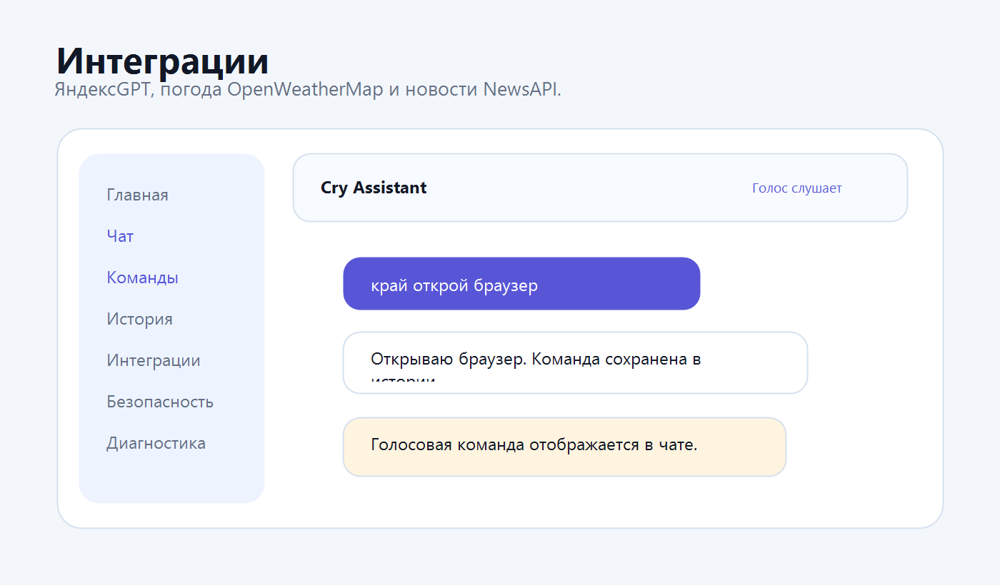 Интеграции
ЯндексGPT, погода OpenWeatherMap и новости NewsAPI.
Главная
Чат
Команды
История
Интеграции
Безопасность
Диагностика
Cry Assistant
Голос слушает
край открой браузер
Открываю браузер. Команда сохранена в
истории.
Голосовая команда отображается в чате.